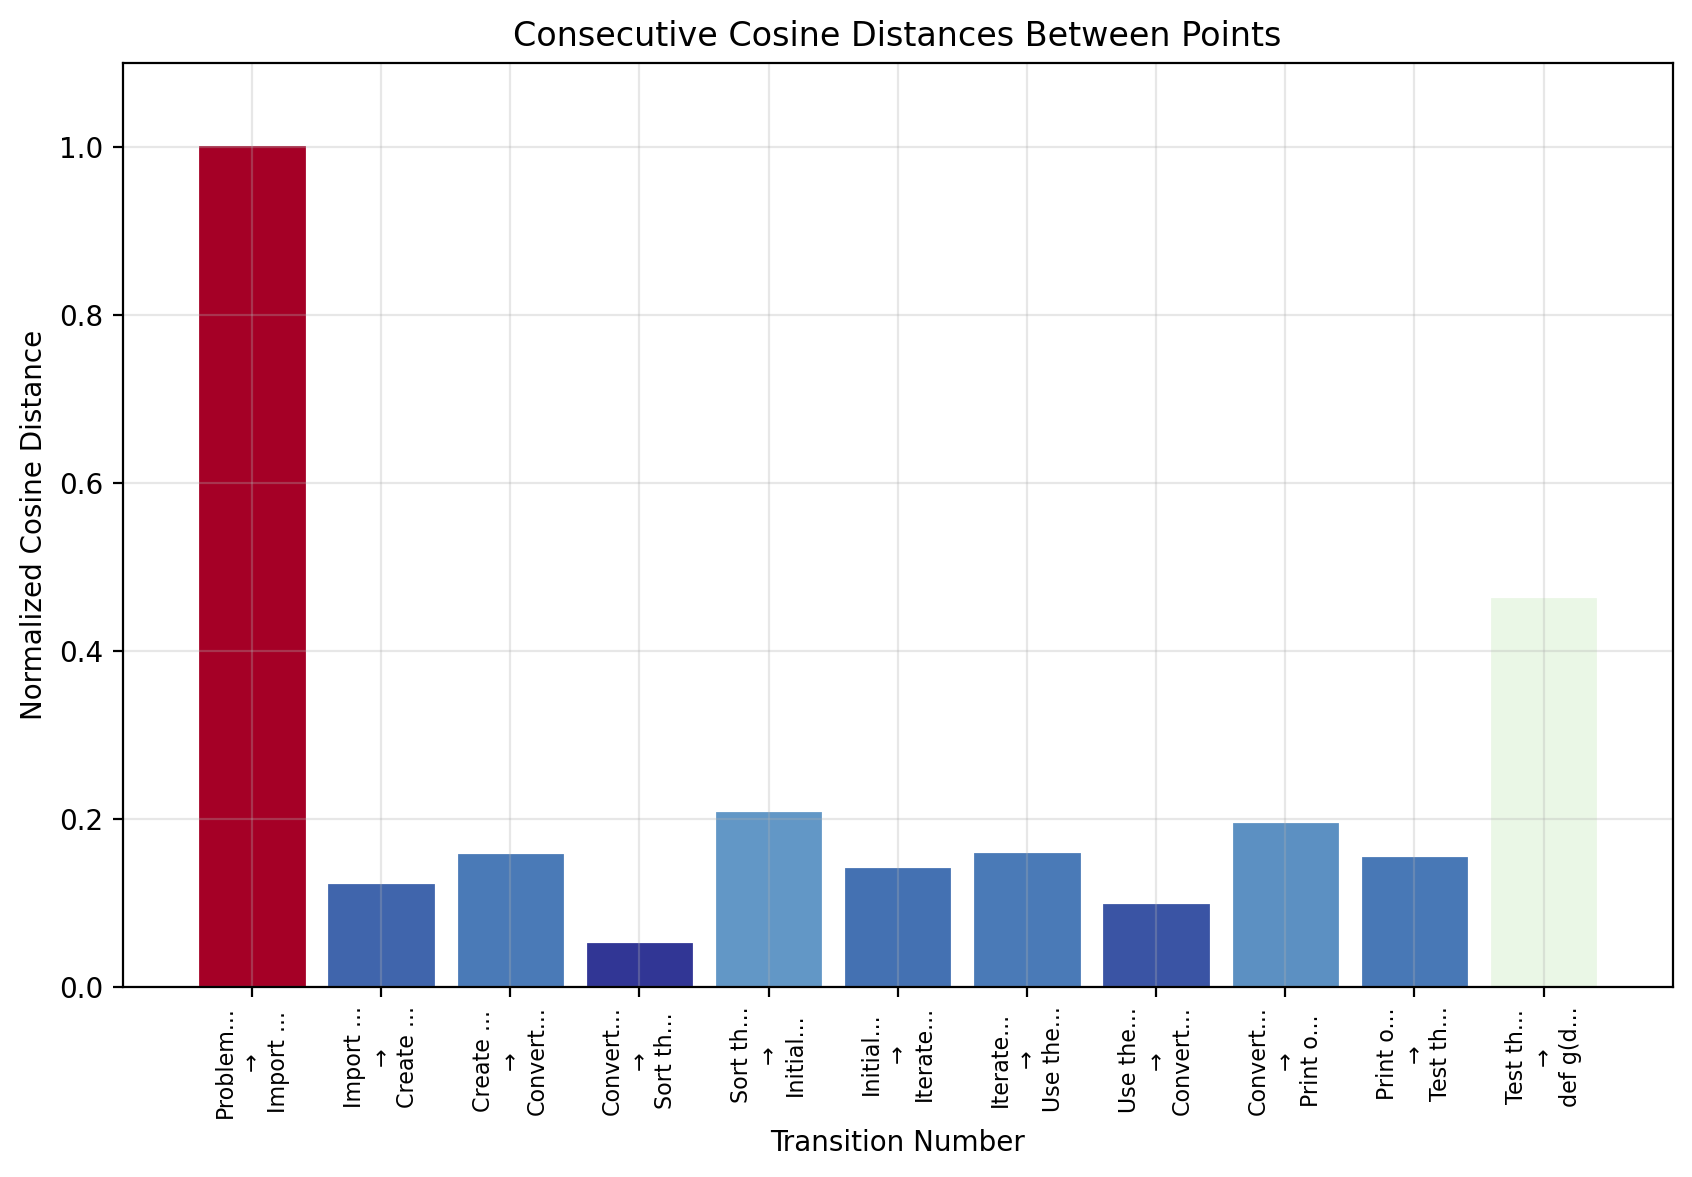 Consecutive Cosine Distances Between Points
Normalized Cosine Distance
1.0
0.8
0.6
0.4
0.2
0.0
Problem...
→
Import ...
Import ...
→
Create ...
Create ...
→
Convert...
Convert...
→
Sort th...
Sort th...
→
Initial...
Initial...
→
Iterate...
Iterate...
→
Use the...
Use the...
→
Convert...
Convert...
→
Print o...
Print o...
→
Test th...
Test th...
→
def g(d...
Transition Number